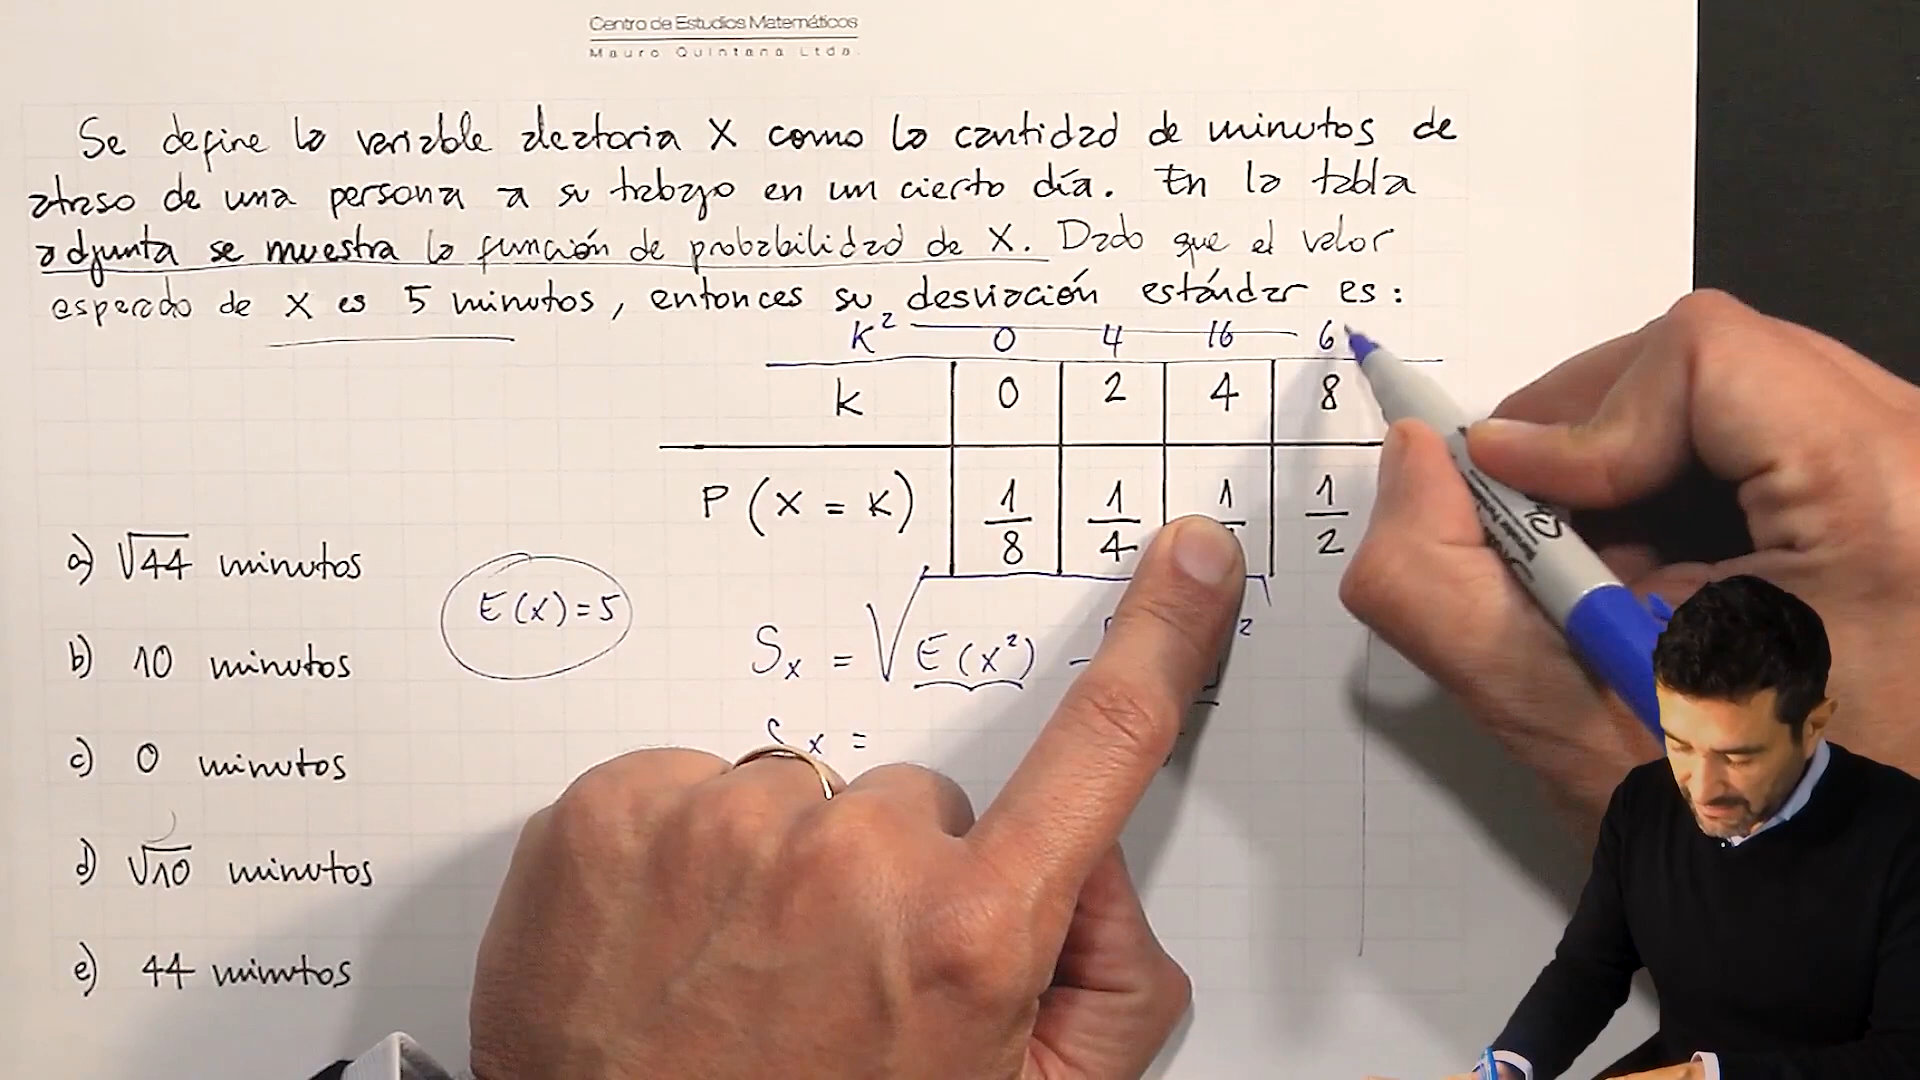 Centro de Estudios Matemáticos
Mauro Quintana Ltda.
Se define la variable aleatoria X como la cantidad de minutos de
atraso de una persona a su trabajo en un cierto día. En la tabla
adjunta se muestra la función de probabilidad de X. Dado que el valor
esperado de X es 5 minutos, entonces su desviación estándar es:
k² 0 4 16 6
k 0 2 4 8
P(X = k) 1/8 1/4 1 1/2
a) √44 minutos
E(x)=5
Sx = √E(x²) - ²
b) 10 minutos
Sx =
c) 0 minutos
d) √10 minutos
e) 44 minutos